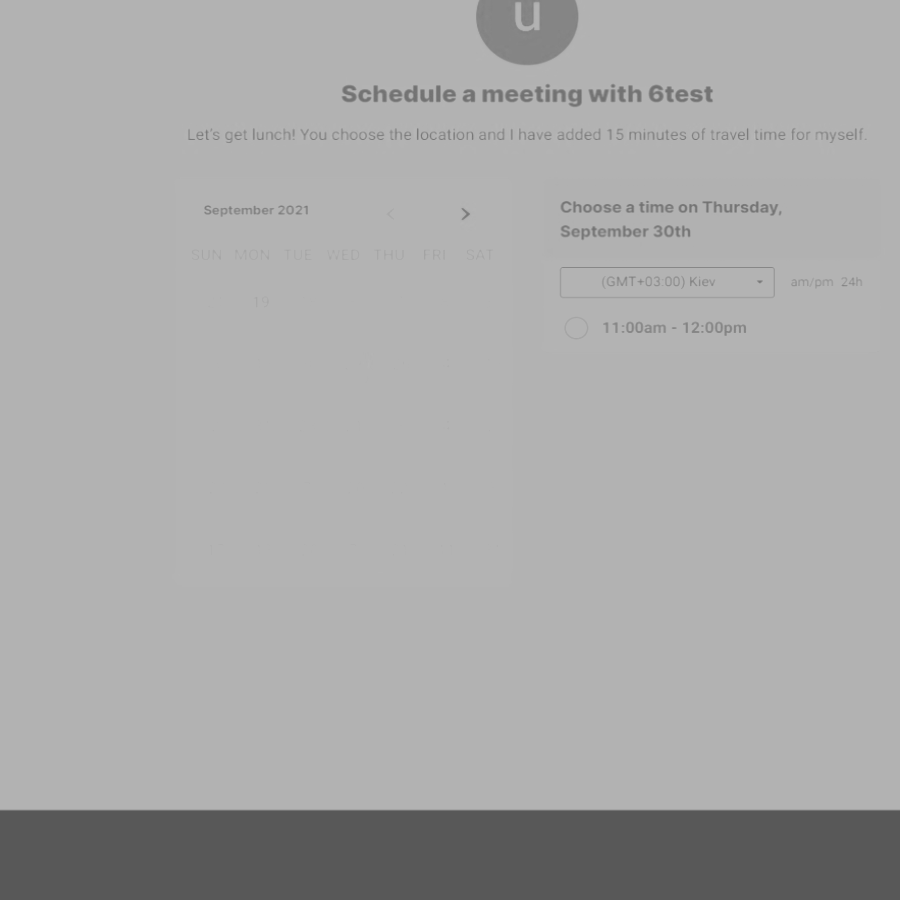 u
Schedule a meeting with 6test
Let's get lunch! You choose the location and I have added 15 minutes of travel time for myself.
September 2021
SUN MON TUE WED THU FRI SAT
19
Choose a time on Thursday,
September 30th
(GMT+03:00) Kiev
am/pm 24h
11:00am - 12:00pm